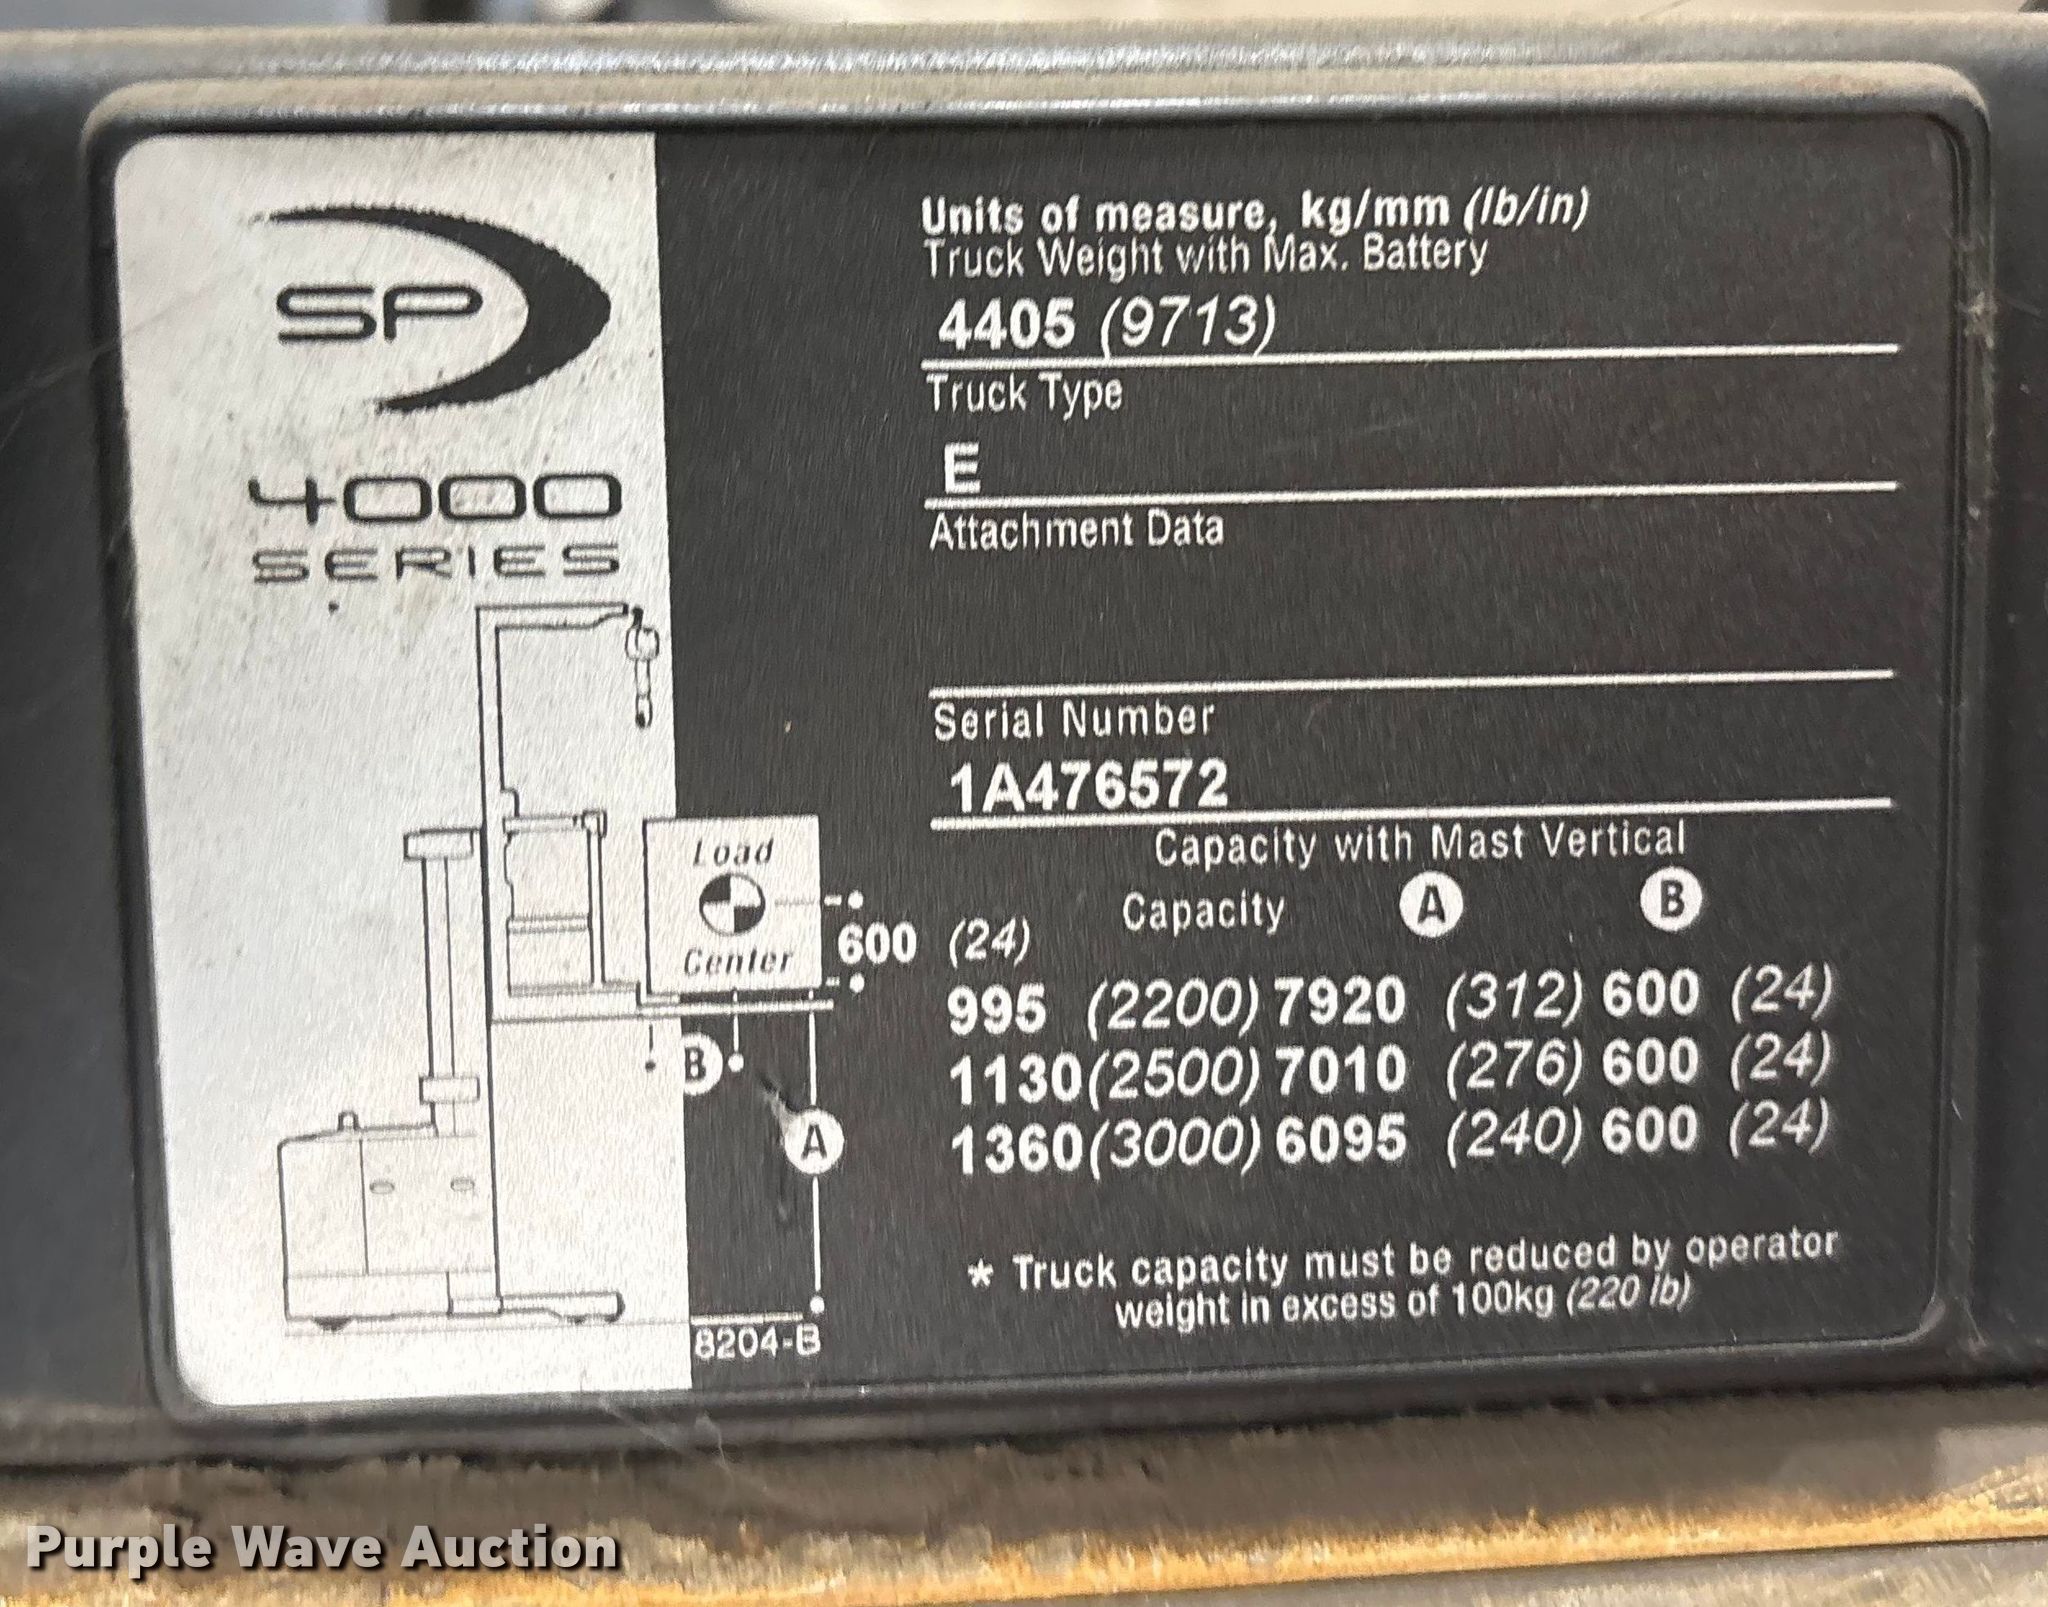 SP
4000
SERIES
Units of measure, kg/mm (lb/in)
Truck Weight with Max. Battery
4405 (9713)
Truck Type
E
Attachment Data
Serial Number
1A476572
Capacity with Mast Vertical
Capacity A B
995 (2200) 7920 (312) 600 (24)
1130 (2500) 7010 (276) 600 (24)
1360 (3000) 6095 (240) 600 (24)
* Truck capacity must be reduced by operator
weight in excess of 100kg (220 lb)
Load
Center
600 (24)
B
A
8204-B
Purple Wave Auction